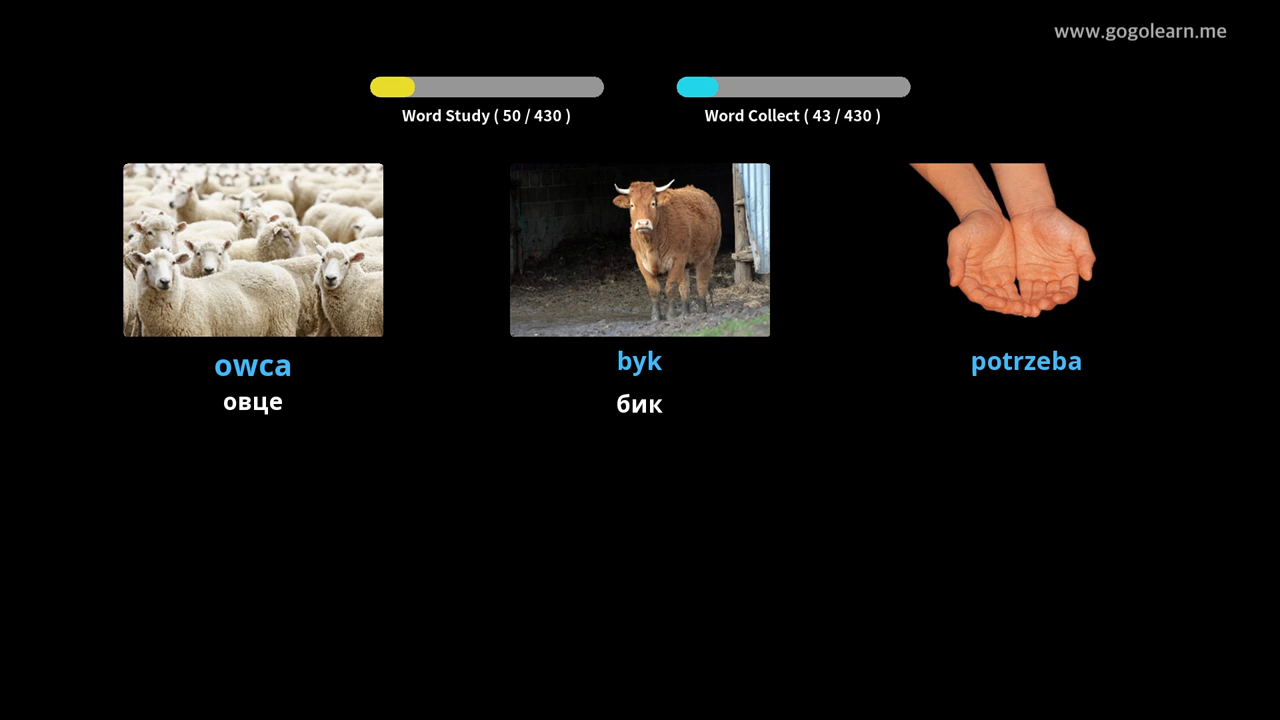 www.gogolearn.me
Word Study ( 50 / 430 )
Word Collect ( 43 / 430 )
owca
овце
byk
бик
potrzeba